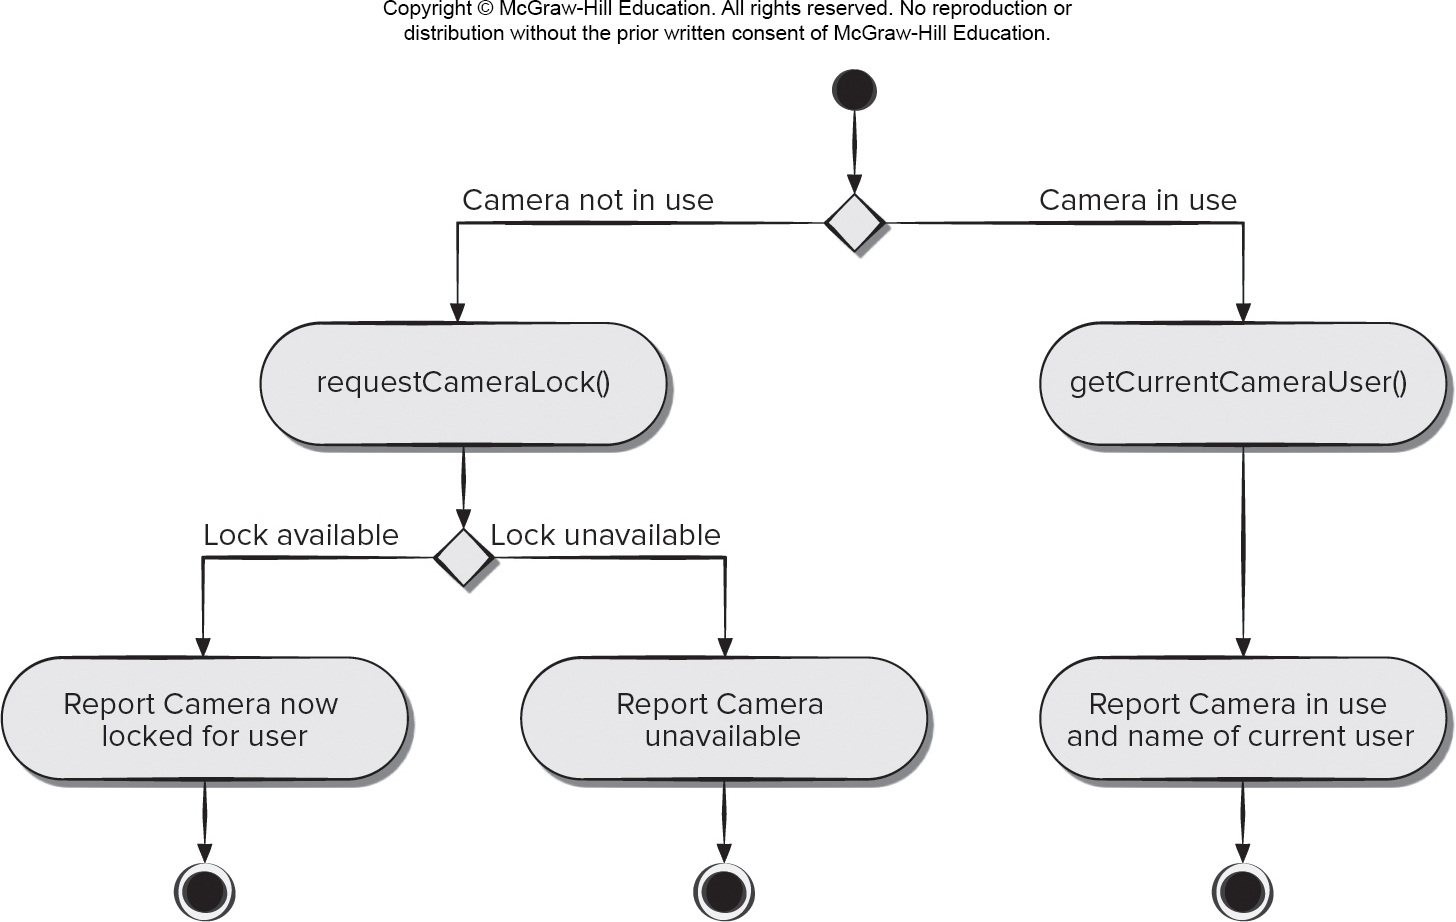 Copyright © McGraw-Hill Education. All rights reserved. No reproduction or
distribution without the prior written consent of McGraw-Hill Education.
Camera not in use
Camera in use
requestCameraLock()
getCurrentCameraUser()
Lock available
Lock unavailable
Report Camera now
locked for user
Report Camera
unavailable
Report Camera in use
and name of current user